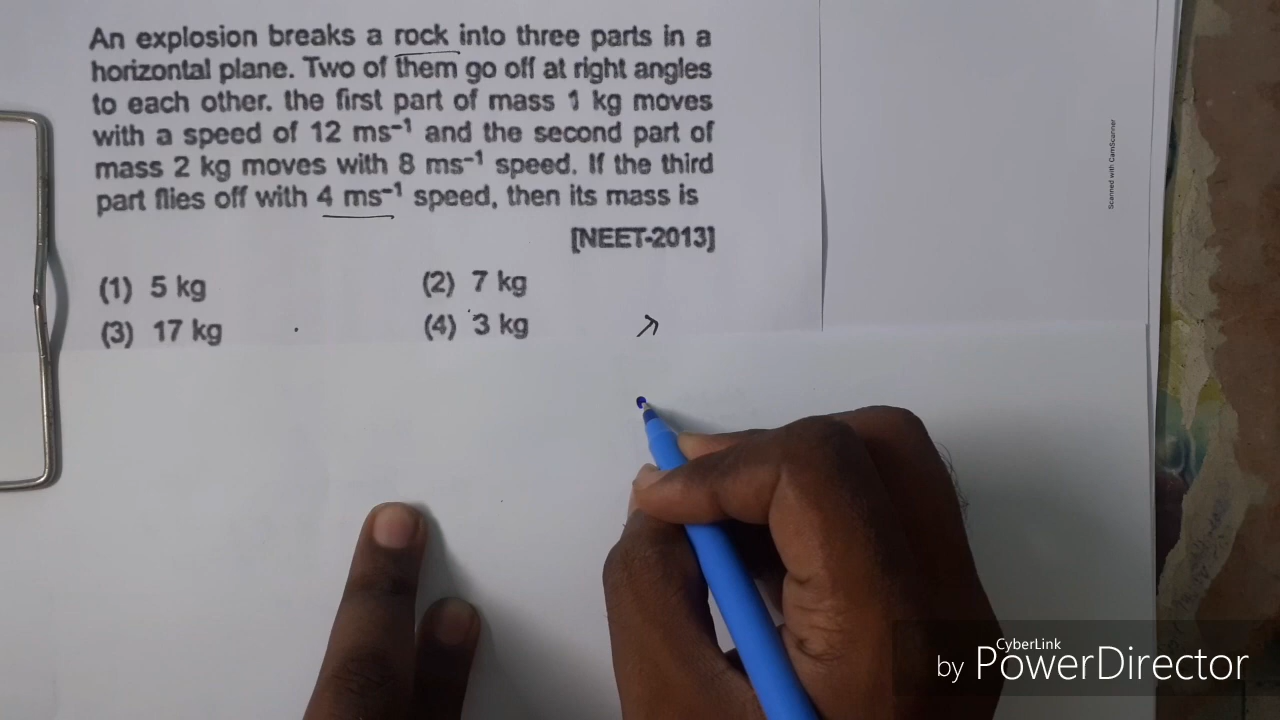 An explosion breaks a rock into three parts in a
horizontal plane. Two of them go off at right angles
to each other. the first part of mass 1 kg moves
with a speed of 12 ms⁻¹ and the second part of
mass 2 kg moves with 8 ms⁻¹ speed. If the third
part flies off with 4 ms⁻¹ speed, then its mass is
[NEET-2013]
(1) 5 kg (2) 7 kg
(3) 17 kg (4) 3 kg
Scanned with CamScanner
CyberLink
by PowerDirector